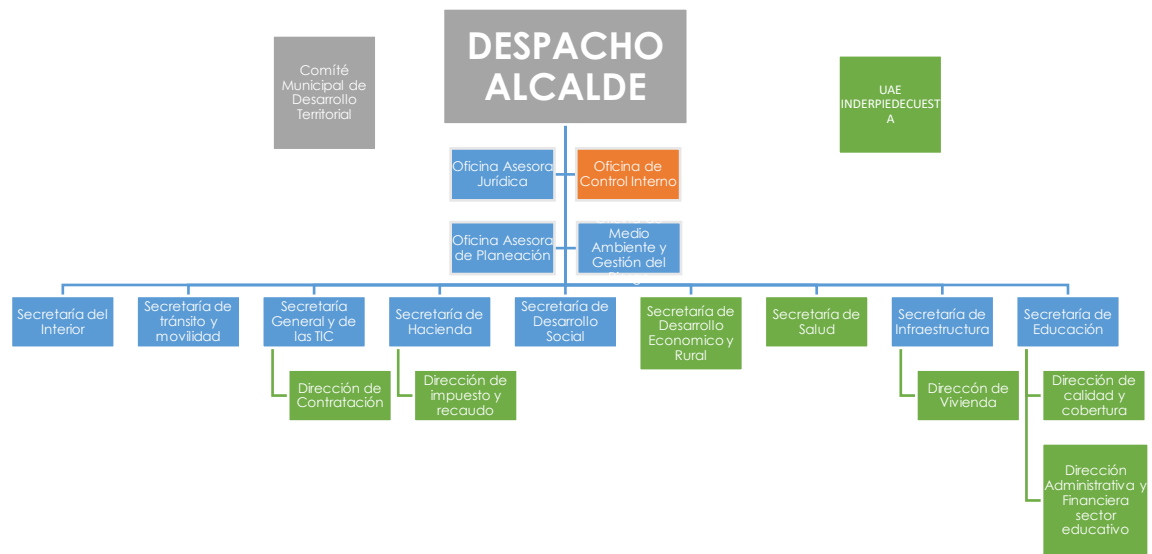 DESPACHO
ALCALDE
Comité
Municipal de
Desarrollo
Territorial
UAE
INDERPIEDECUEST
A
Oficina Asesora
Jurídica
Oficina de
Control Interno
Oficina Asesora
de Planeación
Medio
Ambiente y
Gestión del
Secretaría del
Interior
Secretaría de
tránsito y
movilidad
Secretaría
General y de
las TIC
Secretaría de
Hacienda
Secretaría de
Desarrollo
Social
Secretaría de
Desarrollo
Economico y
Rural
Secretaría de
Salud
Secretaría de
Infraestructura
Secretaría de
Educación
Dirección de
Contratación
Dirección de
impuesto y
recaudo
Direccón de
Vivienda
Dirección de
calidad y
cobertura
Dirección
Administrativa y
Financiera
sector
educativo